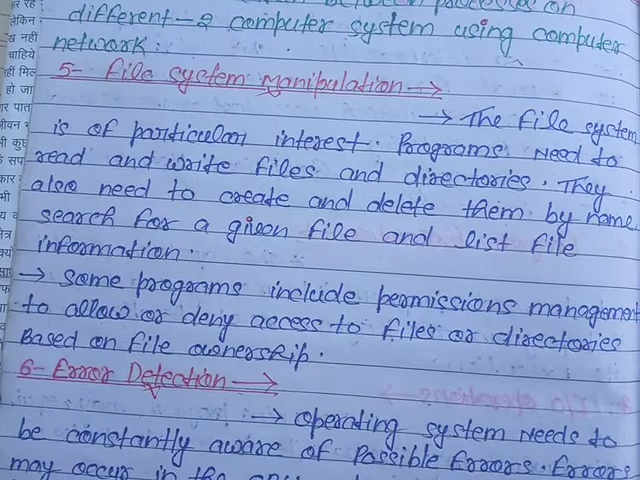 हर रहे
लेकिन
different-2 computer system using computer
ख नहीं
network.
चाहिये
5- File system manipulation →
हो जा
→ The File system
is of particular interest. Programs Need to
read and write files and directories. They
also need to create and delete them by name,
search for a given file and list file
information.
→ Some programs include permissions management
to allow or deny access to files or directories
Based on file ownership.
6- Error Detection →
→ Operating system Needs to
be constantly aware of Possible Errors. Errors
may occur in the